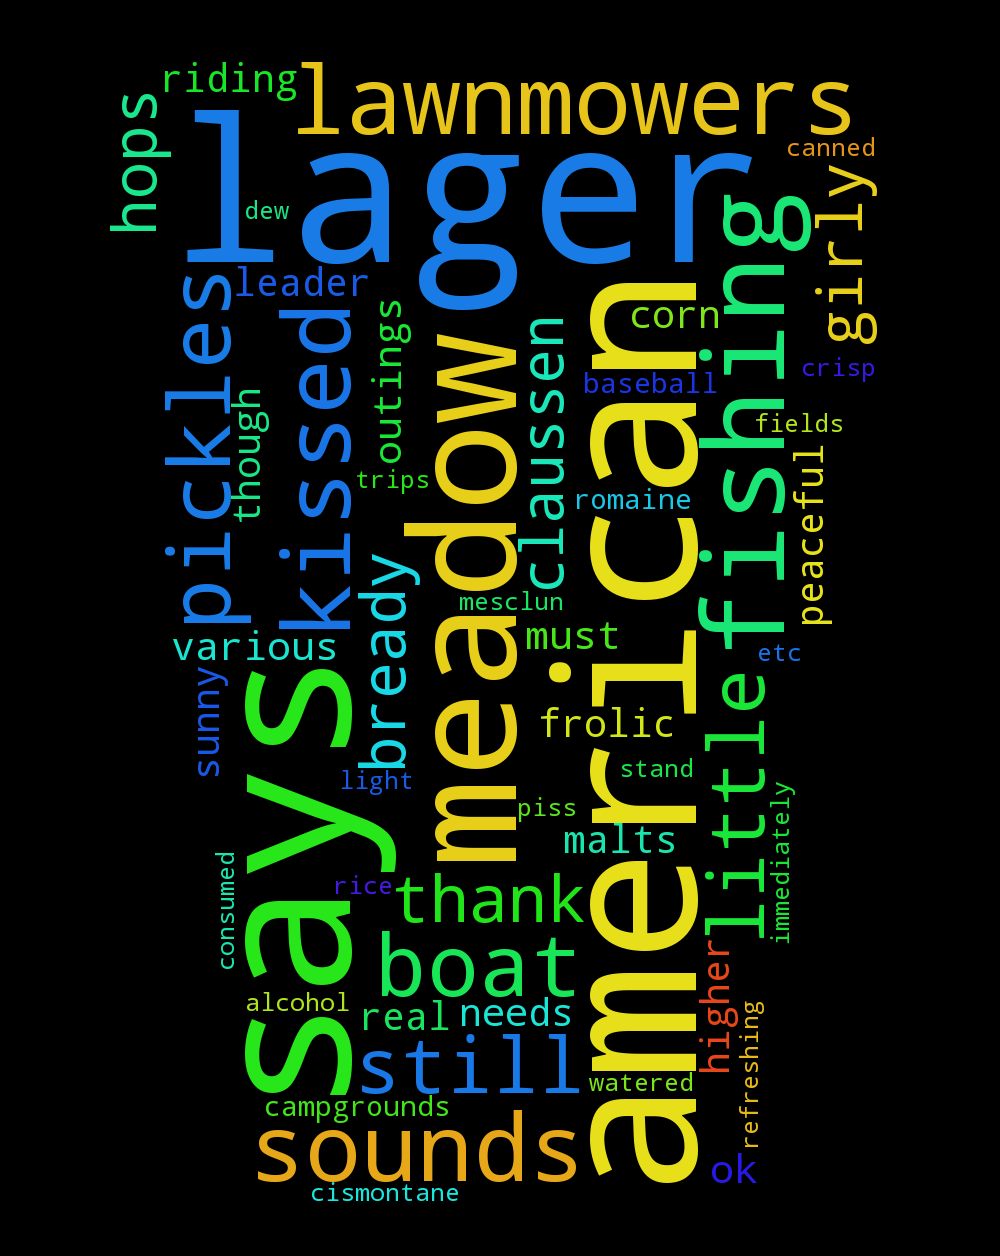 riding
lawnmowers
hops
lager
canned
dew
girly
fishing
leader
pickles
kissed
outings
corn
american
claussen
meadow
crisp
baseball
though
fields
trips
romaine
peaceful
bready
mesclun
must
various
etc
sunny
says
little
frolic
stand
light
piss
immediately
malts
consumed
rice
thank
boat
higher
alcohol
real
needs
refreshing
still
watered
campgrounds
sounds
ok
cismontane